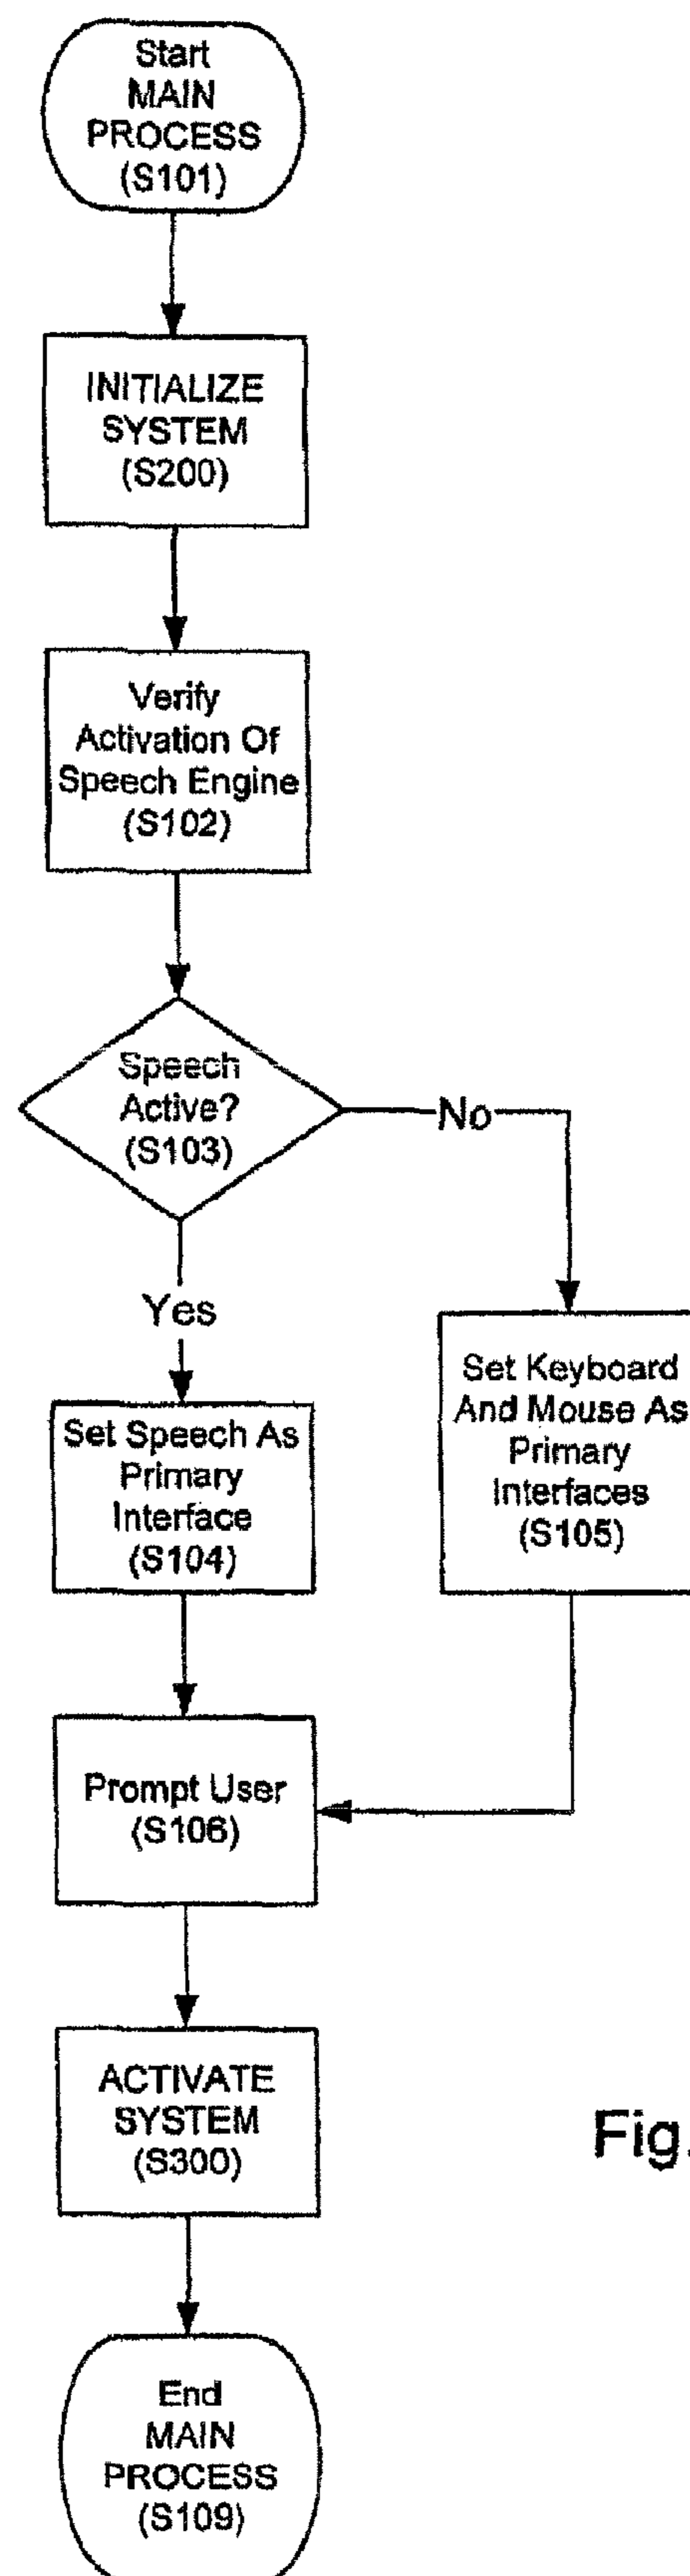 Start
MAIN
PROCESS
(S101)
INITIALIZE
SYSTEM
(S200)
Verify
Activation Of
Speech Engine
(S102)
Speech
Active?
(S103)
No
Yes
Set Speech As
Primary
Interface
(S104)
Set Keyboard
And Mouse As
Primary
Interfaces
(S105)
Prompt User
(S106)
ACTIVATE
SYSTEM
(S300)
Fig.
End
MAIN
PROCESS
(S109)